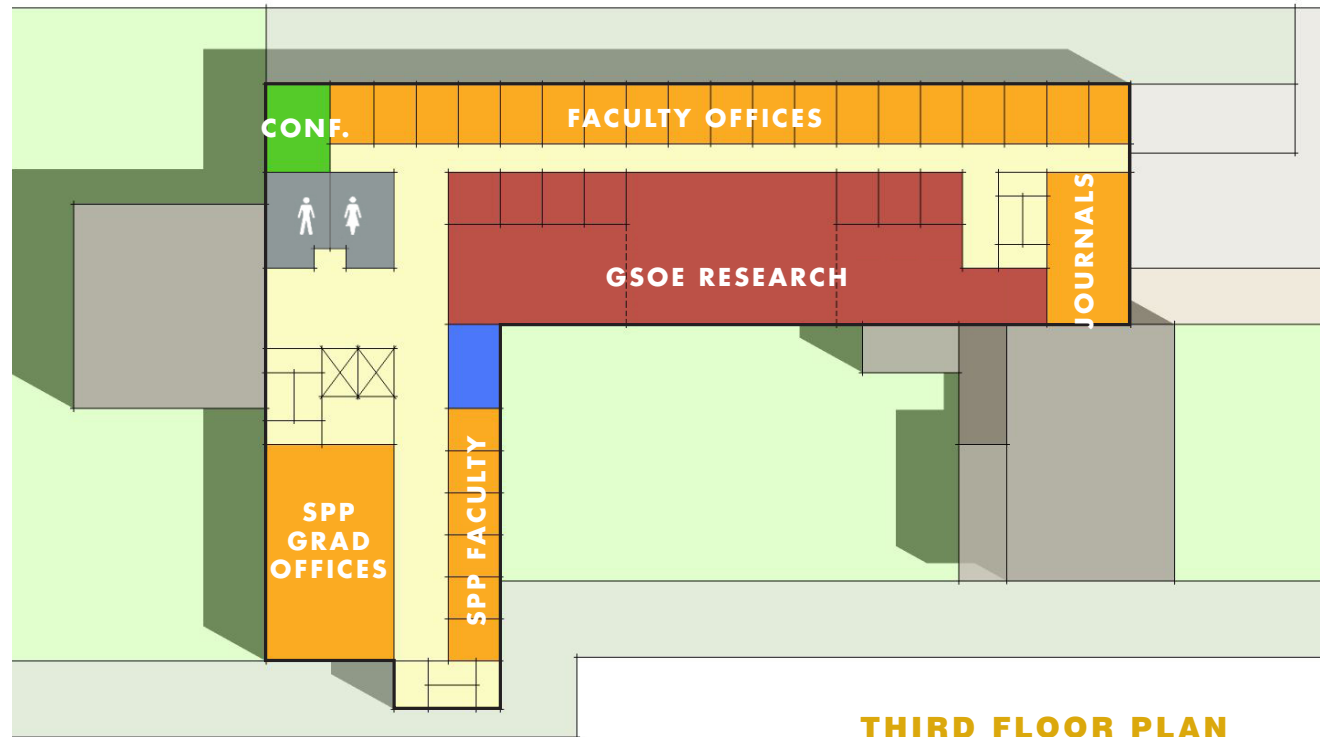 CONF.
FACULTY OFFICES
JOURNALS
GSOE RESEARCH
SPP FACULTY
SPP
GRAD
OFFICES
THIRD FLOOR PLAN